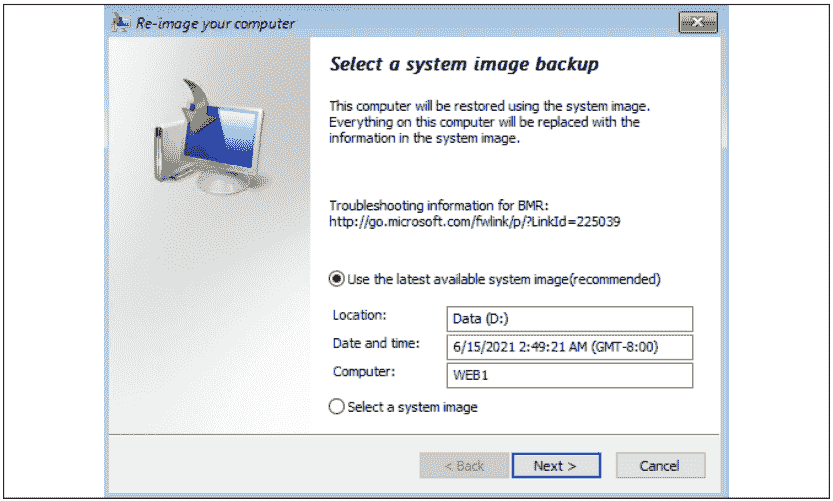 Re-image your computer
Select a system image backup
This computer will be restored using the system image.
Everything on this computer will be replaced with the
information in the system image.
Troubleshooting information for BMR:
http://go.microsoft.com/fwlink/p/?LinkId=225039
Use the latest available system image(recommended)
Location: Data (D:)
Date and time: 6/15/2021 2:49:21 AM (GMT-8:00)
Computer: WEB1
Select a system image
< Back Next > Cancel